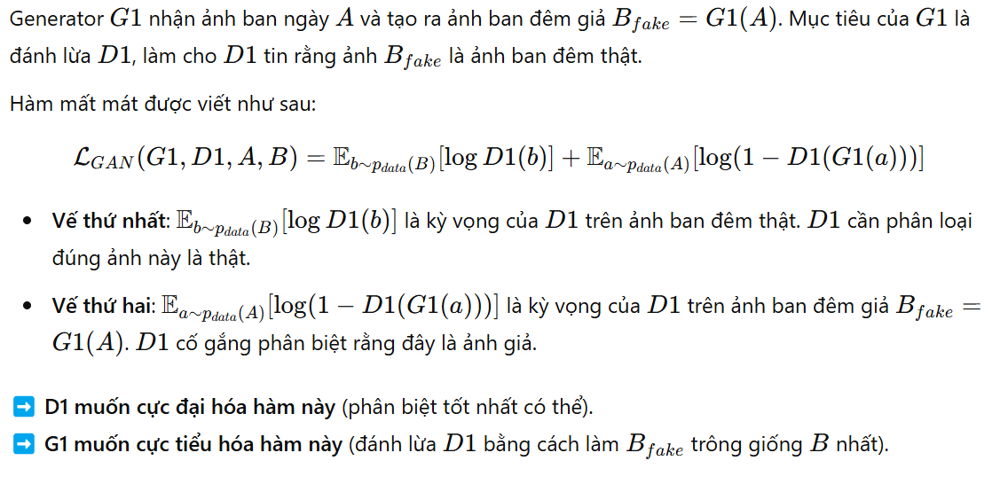 Generator G1 nhận ảnh ban ngày A và tạo ra ảnh ban đêm giả B_{fake} = G1(A). Mục tiêu của G1 là
đánh lừa D1, làm cho D1 tin rằng ảnh B_{fake} là ảnh ban đêm thật.
Hàm mất mát được viết như sau:
\mathcal{L}_{GAN}(G1, D1, A, B) = \mathbb{E}_{b∼p_{data}(B)}[log D1(b)] + \mathbb{E}_{a∼p_{data}(A)}[log(1 − D1(G1(a)))]
• Vế thứ nhất: \mathbb{E}_{b∼p_{data}(B)}[log D1(b)] là kỳ vọng của D1 trên ảnh ban đêm thật. D1 cần phân loại
đúng ảnh này là thật.
• Vế thứ hai: \mathbb{E}_{a∼p_{data}(A)}[log(1 − D1(G1(a)))] là kỳ vọng của D1 trên ảnh ban đêm giả B_{fake} =
G1(A). D1 cố gắng phân biệt rằng đây là ảnh giả.
➡ D1 muốn cực đại hóa hàm này (phân biệt tốt nhất có thể).
➡ G1 muốn cực tiểu hóa hàm này (đánh lừa D1 bằng cách làm B_{fake} trông giống B nhất).